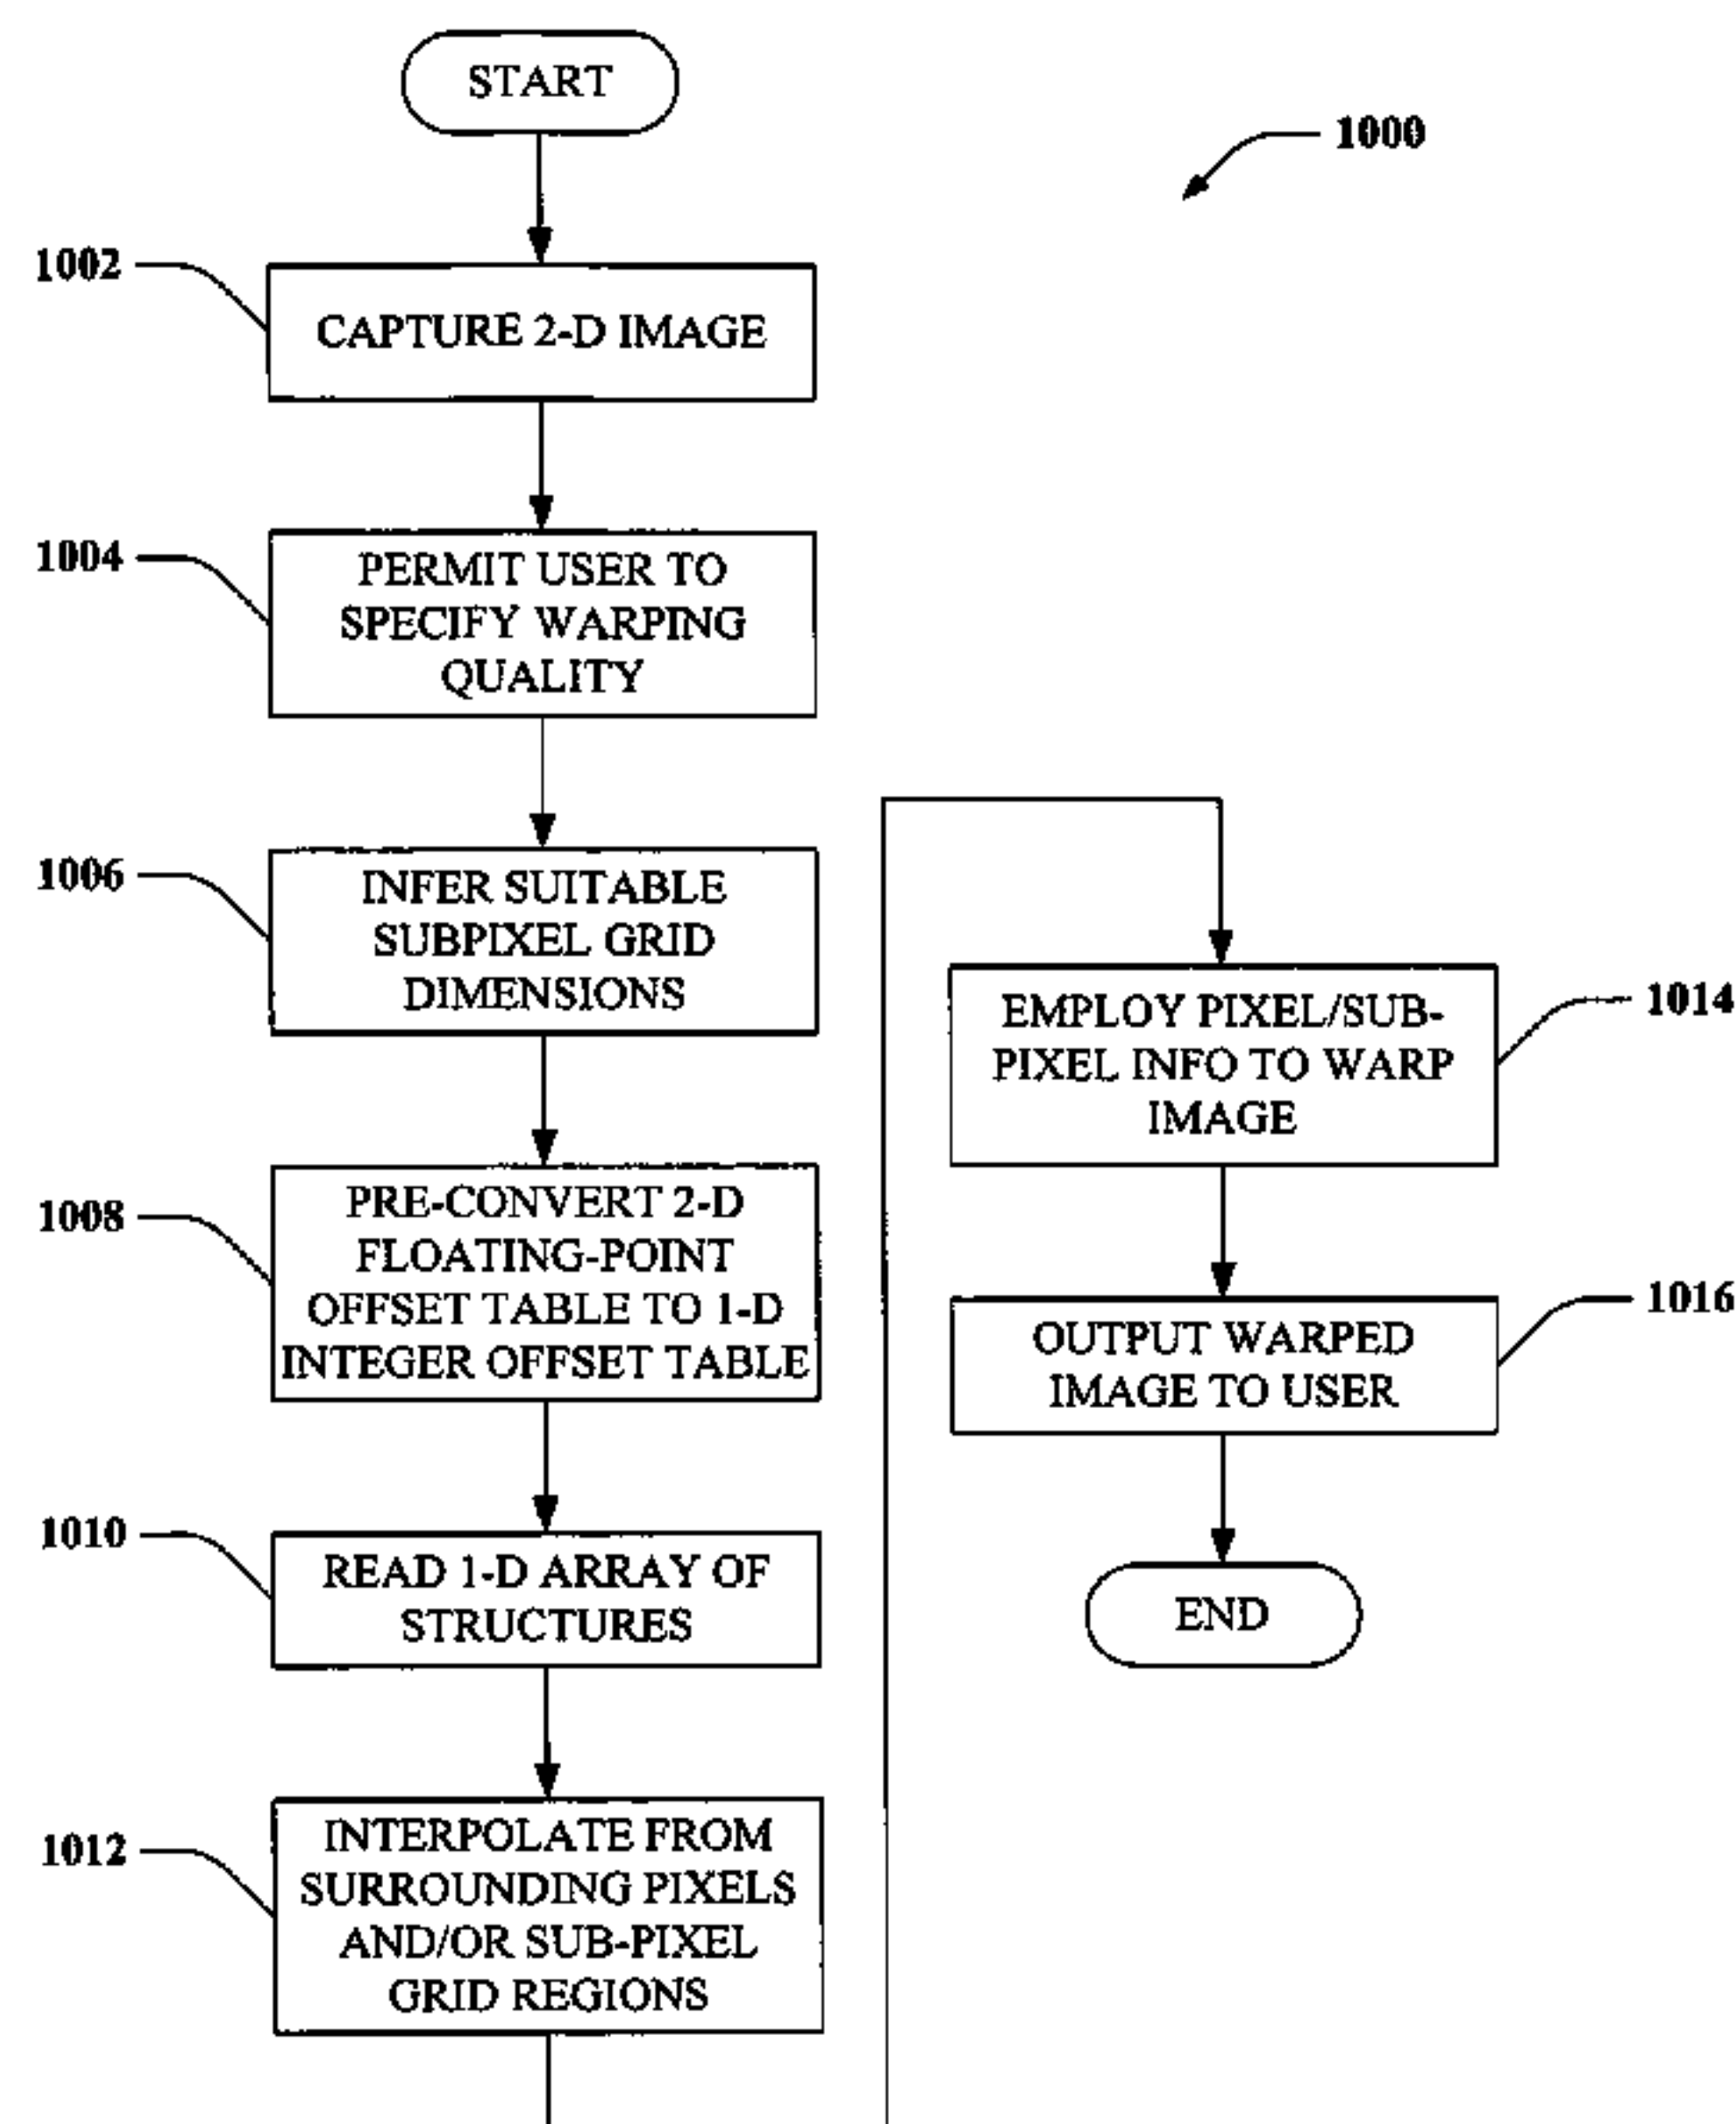 START
1000
1002
CAPTURE 2-D IMAGE
1004
PERMIT USER TO
SPECIFY WARPING
QUALITY
1006
INFER SUITABLE
SUBPIXEL GRID
DIMENSIONS
1008
PRE-CONVERT 2-D
FLOATING-POINT
OFFSET TABLE TO 1-D
INTEGER OFFSET TABLE
1010
READ 1-D ARRAY OF
STRUCTURES
1012
INTERPOLATE FROM
SURROUNDING PIXELS
AND/OR SUB-PIXEL
GRID REGIONS
EMPLOY PIXEL/SUB-
PIXEL INFO TO WARP
IMAGE
1014
OUTPUT WARPED
IMAGE TO USER
1016
END